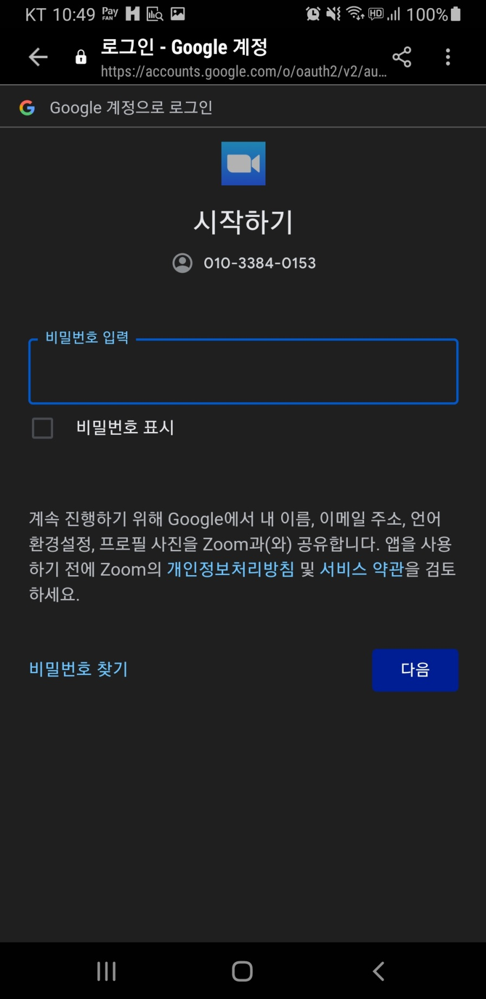 KT 10:49 Pay FAN H HD 100%
로그인 - Google 계정
https://accounts.google.com/o/oauth2/v2/au...
Google 계정으로 로그인
시작하기
010-3384-0153
비밀번호 입력
비밀번호 표시
계속 진행하기 위해 Google에서 내 이름, 이메일 주소, 언어
환경설정, 프로필 사진을 Zoom과(와) 공유합니다. 앱을 사용
하기 전에 Zoom의 개인정보처리방침 및 서비스 약관을 검토
하세요.
비밀번호 찾기
다음